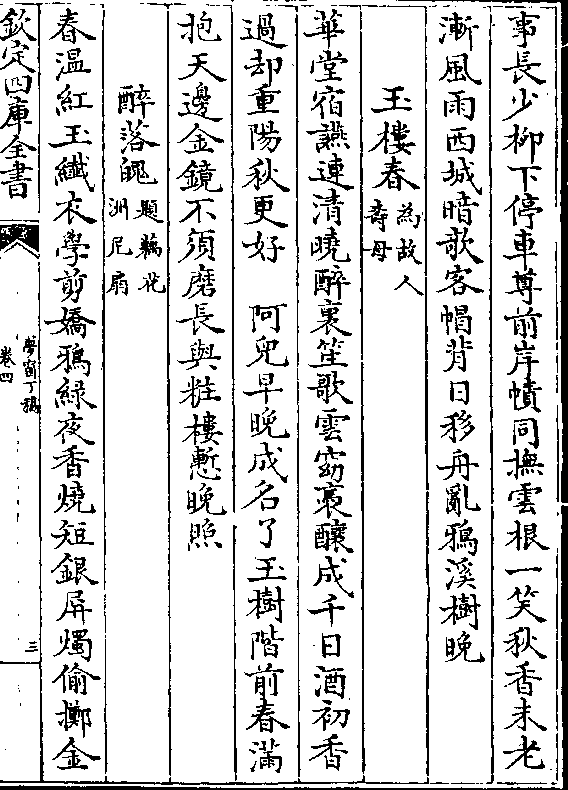 事長少柳下停車尊前岸幘同撫雲根一笑秋香未老
漸風雨西城暗欹客帽背日移舟亂鴉溪樹晚
玉樓春為故人壽母
華堂宿讌連清曉醉裏笙歌雲窈裊釀成千日酒初香
過却重陽秋更好　阿兒早晚成名了玉樹階前春滿
抱天邊金鏡不須磨長與粧樓懸晚照
醉落魄題藕花洲尼扇
春温紅玉纎衣學剪嬌鴉緑夜香燒短銀屏燭偷擲金
欽定四庫全書
夢窗丁稿
卷四
三